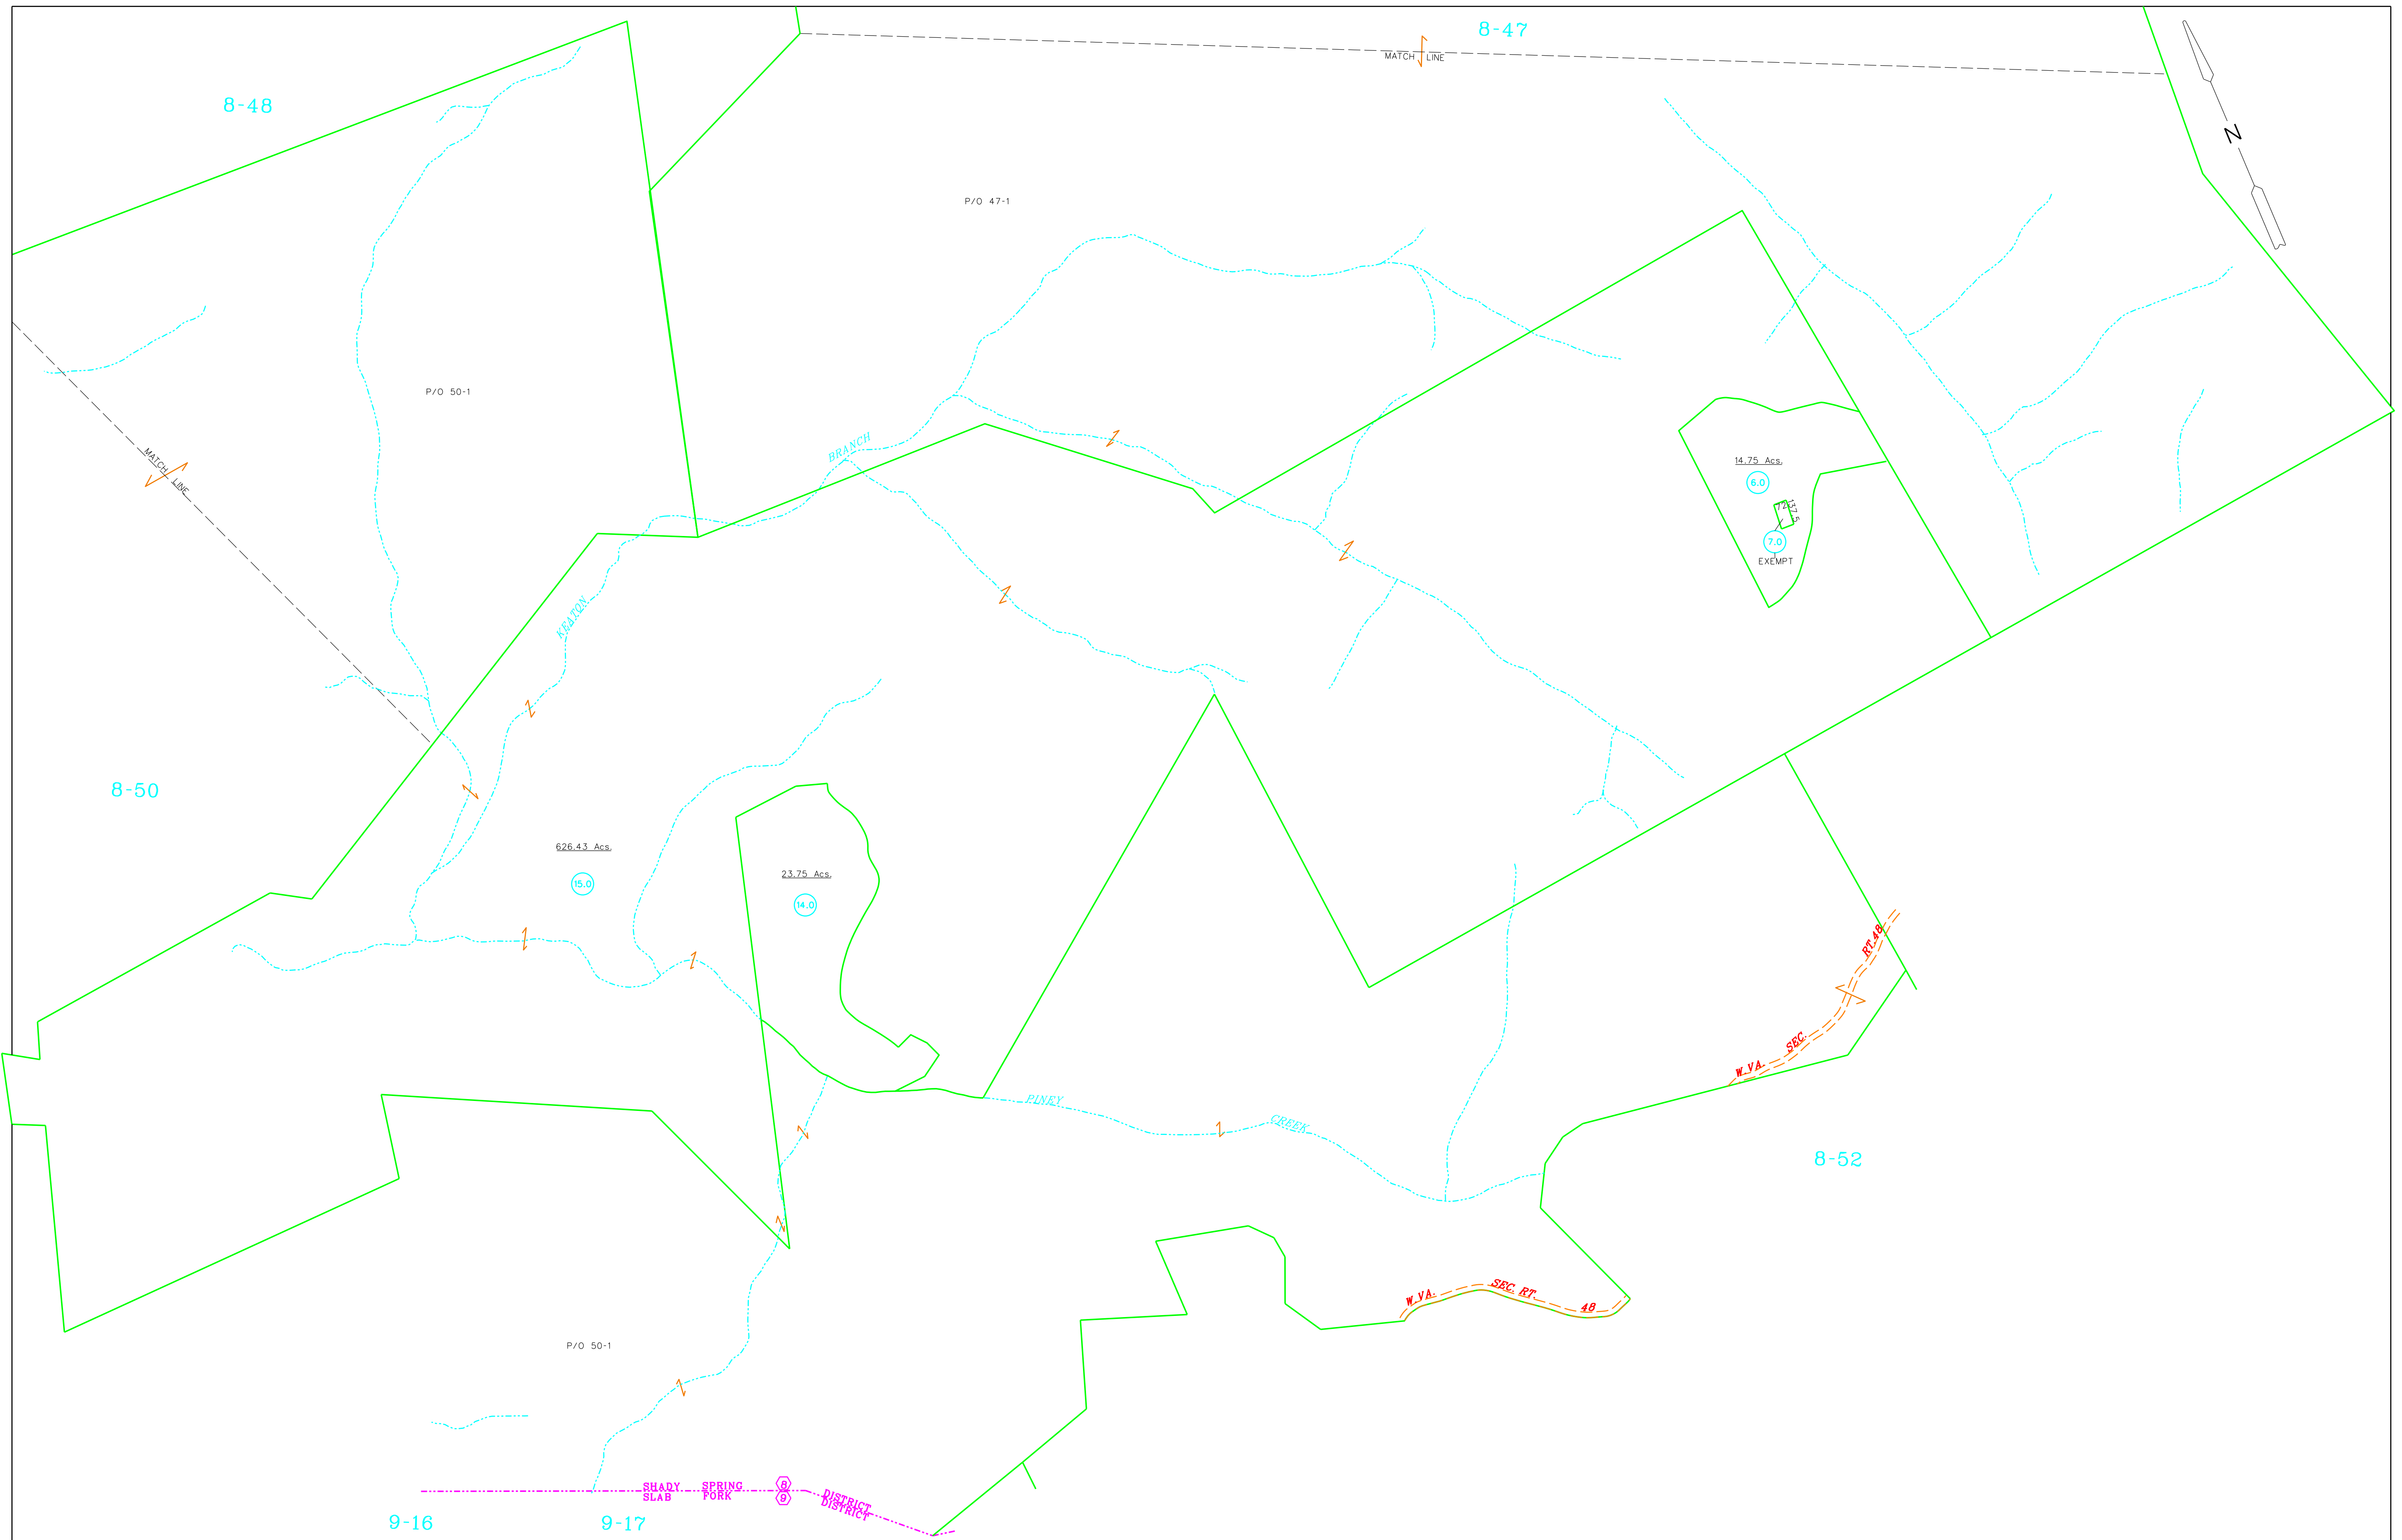 8-47
MATCH LINE
8-48
N
P/O 47-1
P/O 50-1
BRANCH
MATCH LINE
14.75 Acs.
6.0
72
137.5
7.0
EXEMPT
KEATON
8-50
626.43 Acs.
15.0
23.75 Acs.
14.0
W.VA. SEC. RT.48
PINEY CREEK
8-52
W.VA. SEC. RT. 48
P/O 50-1
SHADY SPRING 8 DISTRICT
SLAB FORK 9 DISTRICT
9-16
9-17